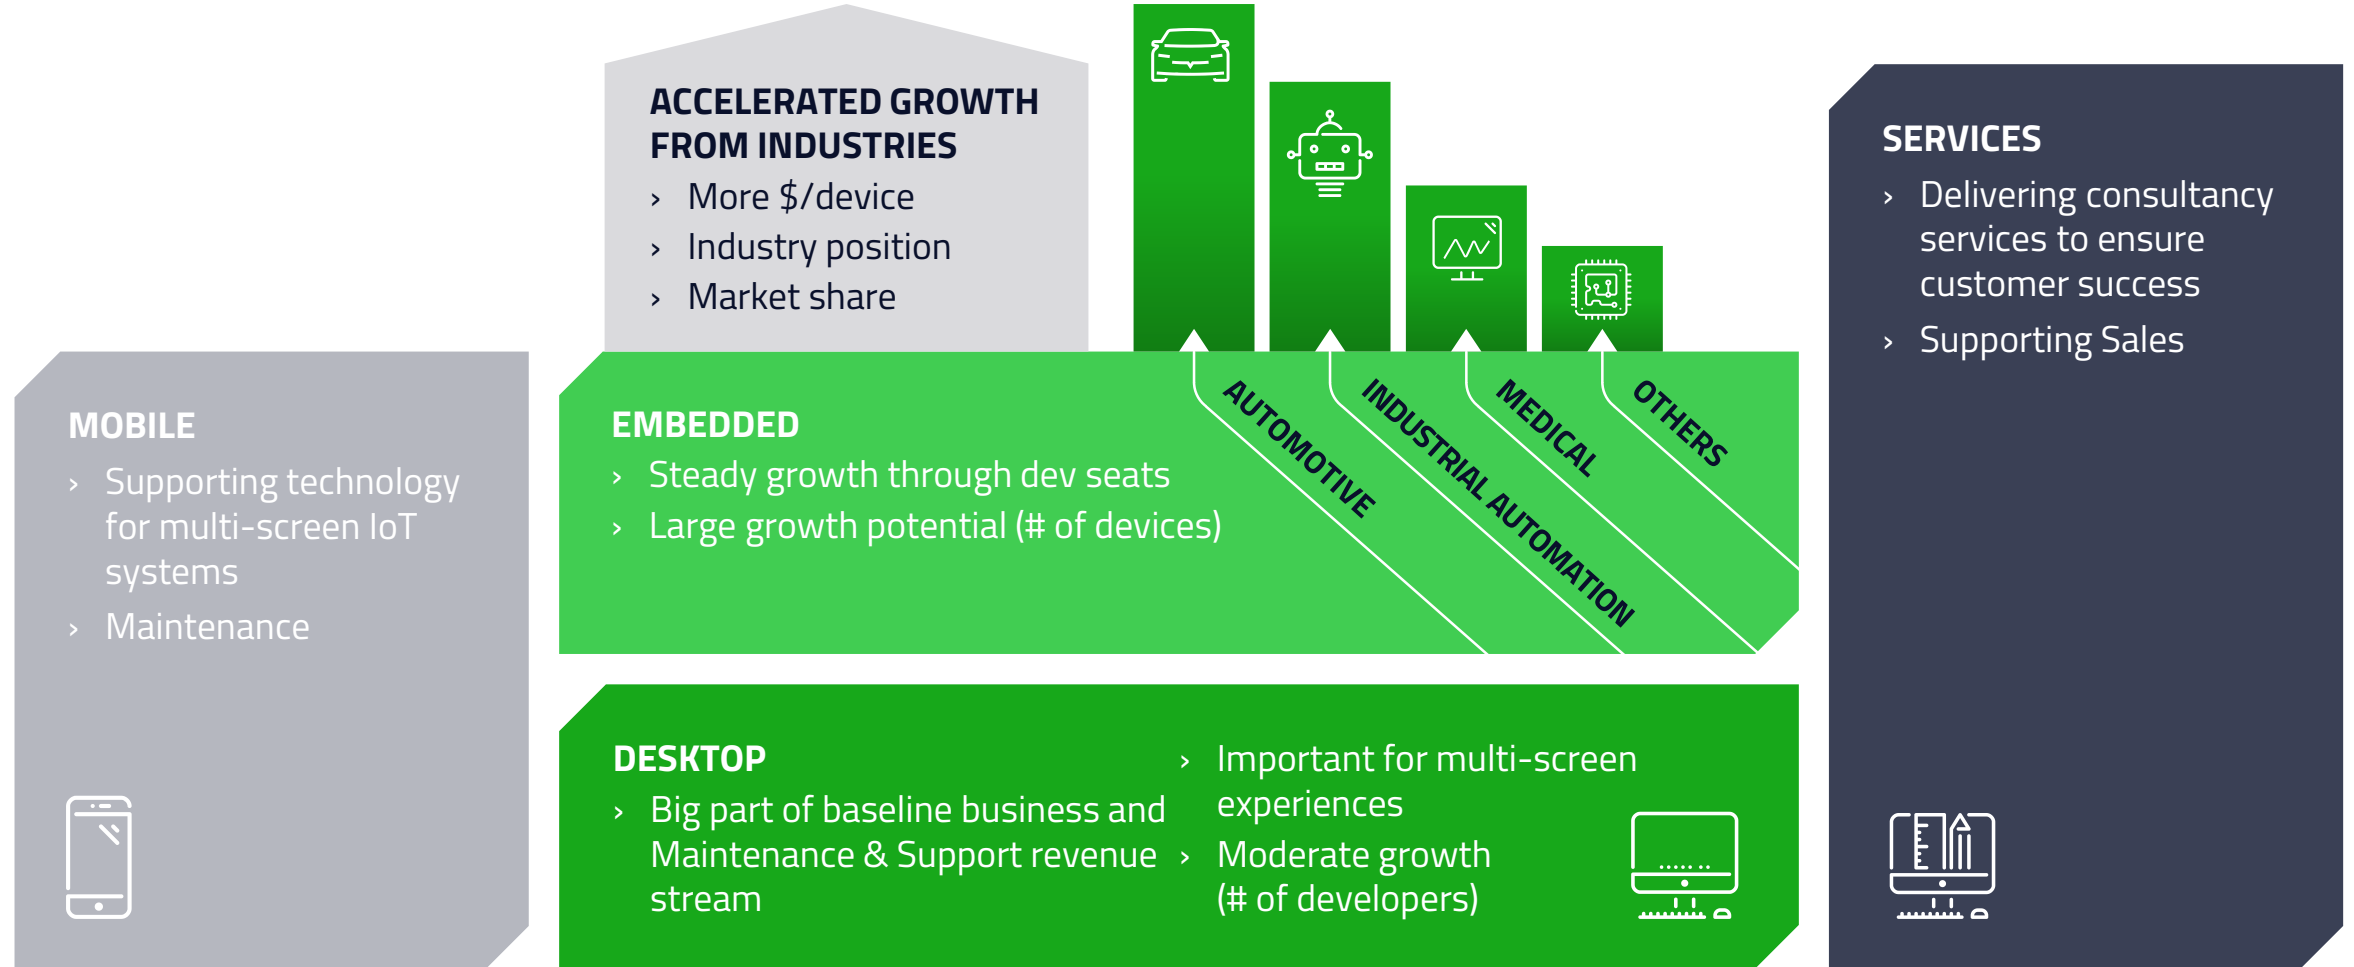 ACCELERATED GROWTH
FROM INDUSTRIES
› More $/device
› Industry position
› Market share
MOBILE
› Supporting technology
for multi-screen IoT
systems
› Maintenance
EMBEDDED
› Steady growth through dev seats
› Large growth potential (# of devices)
AUTOMOTIVE
INDUSTRIAL AUTOMATION
MEDICAL
OTHERS
DESKTOP
› Big part of baseline business and
Maintenance & Support revenue
stream
› Important for multi-screen
experiences
› Moderate growth
(# of developers)
SERVICES
› Delivering consultancy
services to ensure
customer success
› Supporting Sales